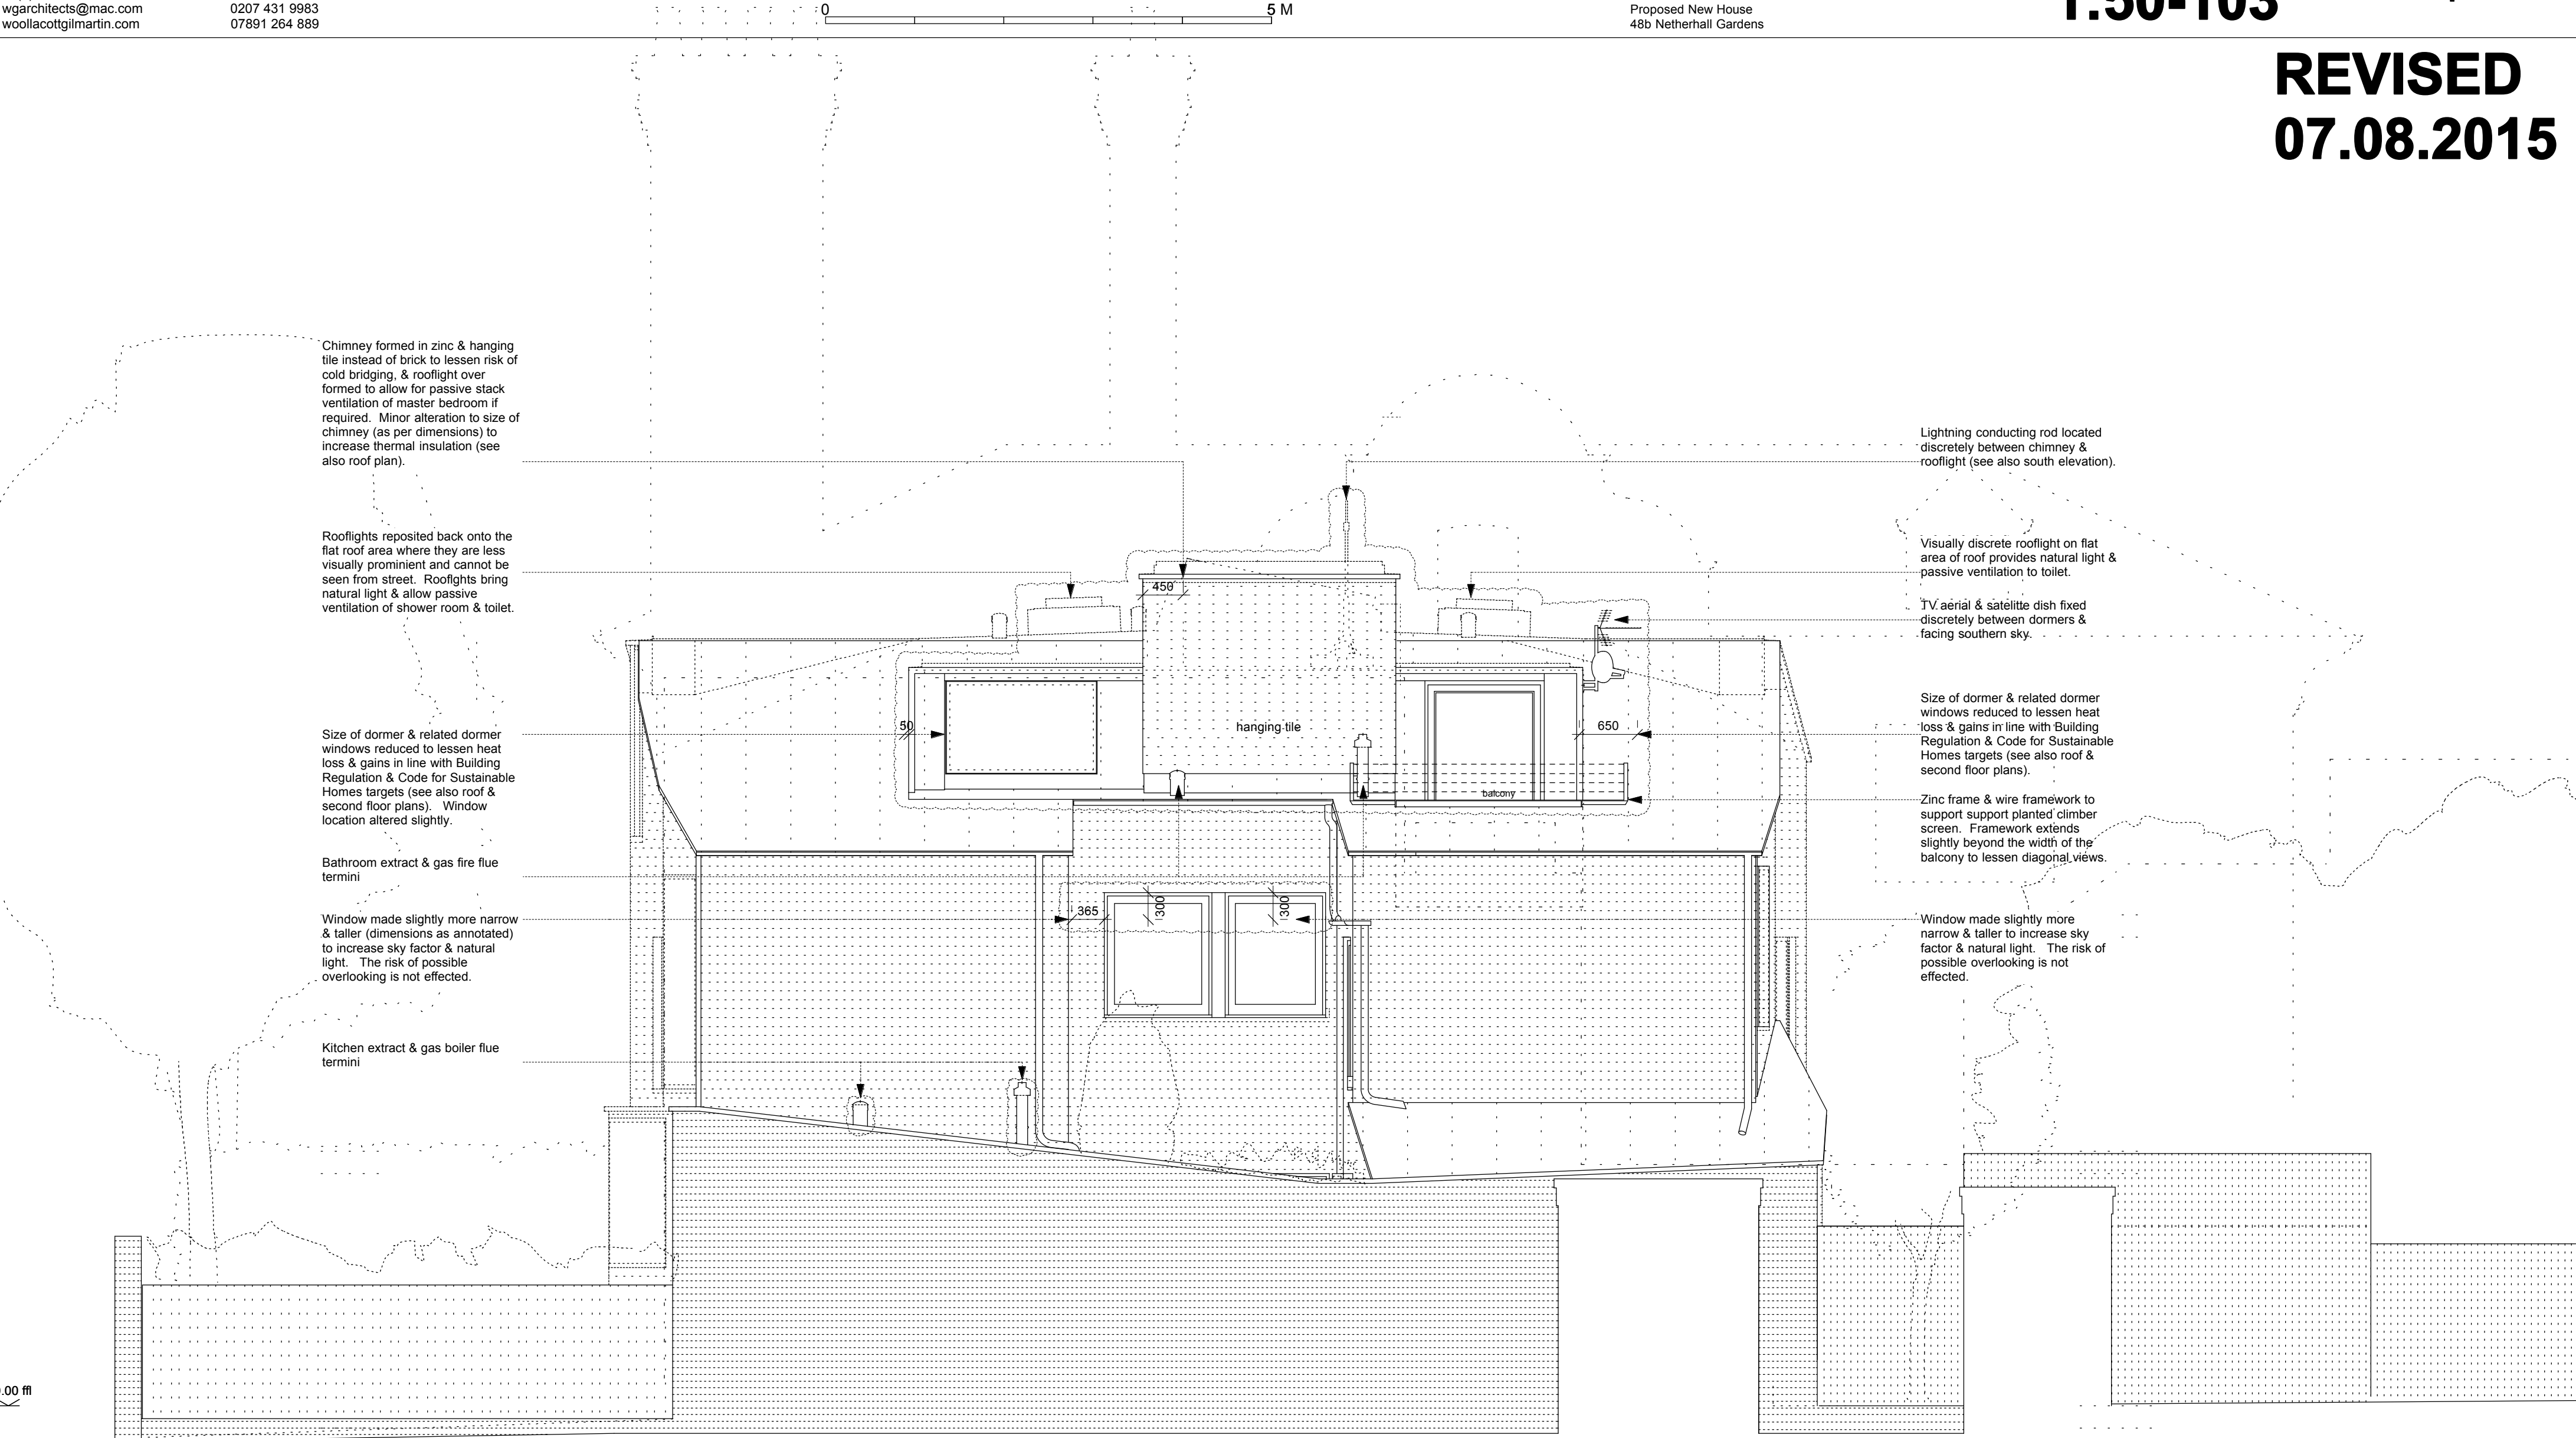 wgarchitects@mac.com
woollacottgilmartin.com
0207 431 9983
07891 264 889
0
5 M
Proposed New House
48b Netherhall Gardens
1:50-103
REVISED
07.08.2015
Chimney formed in zinc & hanging
tile instead of brick to lessen risk of
cold bridging, & rooflight over
formed to allow for passive stack
ventilation of master bedroom if
required. Minor alteration to size of
chimney (as per dimensions) to
increase thermal insulation (see
also roof plan).
Rooflights reposited back onto the
flat roof area where they are less
visually prominient and cannot be
seen from street. Rooflghts bring
natural light & allow passive
ventilation of shower room & toilet.
Size of dormer & related dormer
windows reduced to lessen heat
loss & gains in line with Building
Regulation & Code for Sustainable
Homes targets (see also roof &
second floor plans). Window
location altered slightly.
Bathroom extract & gas fire flue
termini
Window made slightly more narrow
& taller (dimensions as annotated)
to increase sky factor & natural
light. The risk of possible
overlooking is not effected.
Kitchen extract & gas boiler flue
termini
450
50
hanging tile
650
balcony
365
300
300
Lightning conducting rod located
discretely between chimney &
rooflight (see also south elevation).
Visually discrete rooflight on flat
area of roof provides natural light &
passive ventilation to toilet.
TV aerial & satelitte dish fixed
discretely between dormers &
facing southern sky.
Size of dormer & related dormer
windows reduced to lessen heat
loss & gains in line with Building
Regulation & Code for Sustainable
Homes targets (see also roof &
second floor plans).
Zinc frame & wire framework to
support support planted climber
screen. Framework extends
slightly beyond the width of the
balcony to lessen diagonal views.
Window made slightly more
narrow & taller to increase sky
factor & natural light. The risk of
possible overlooking is not
effected.
.00 ffl